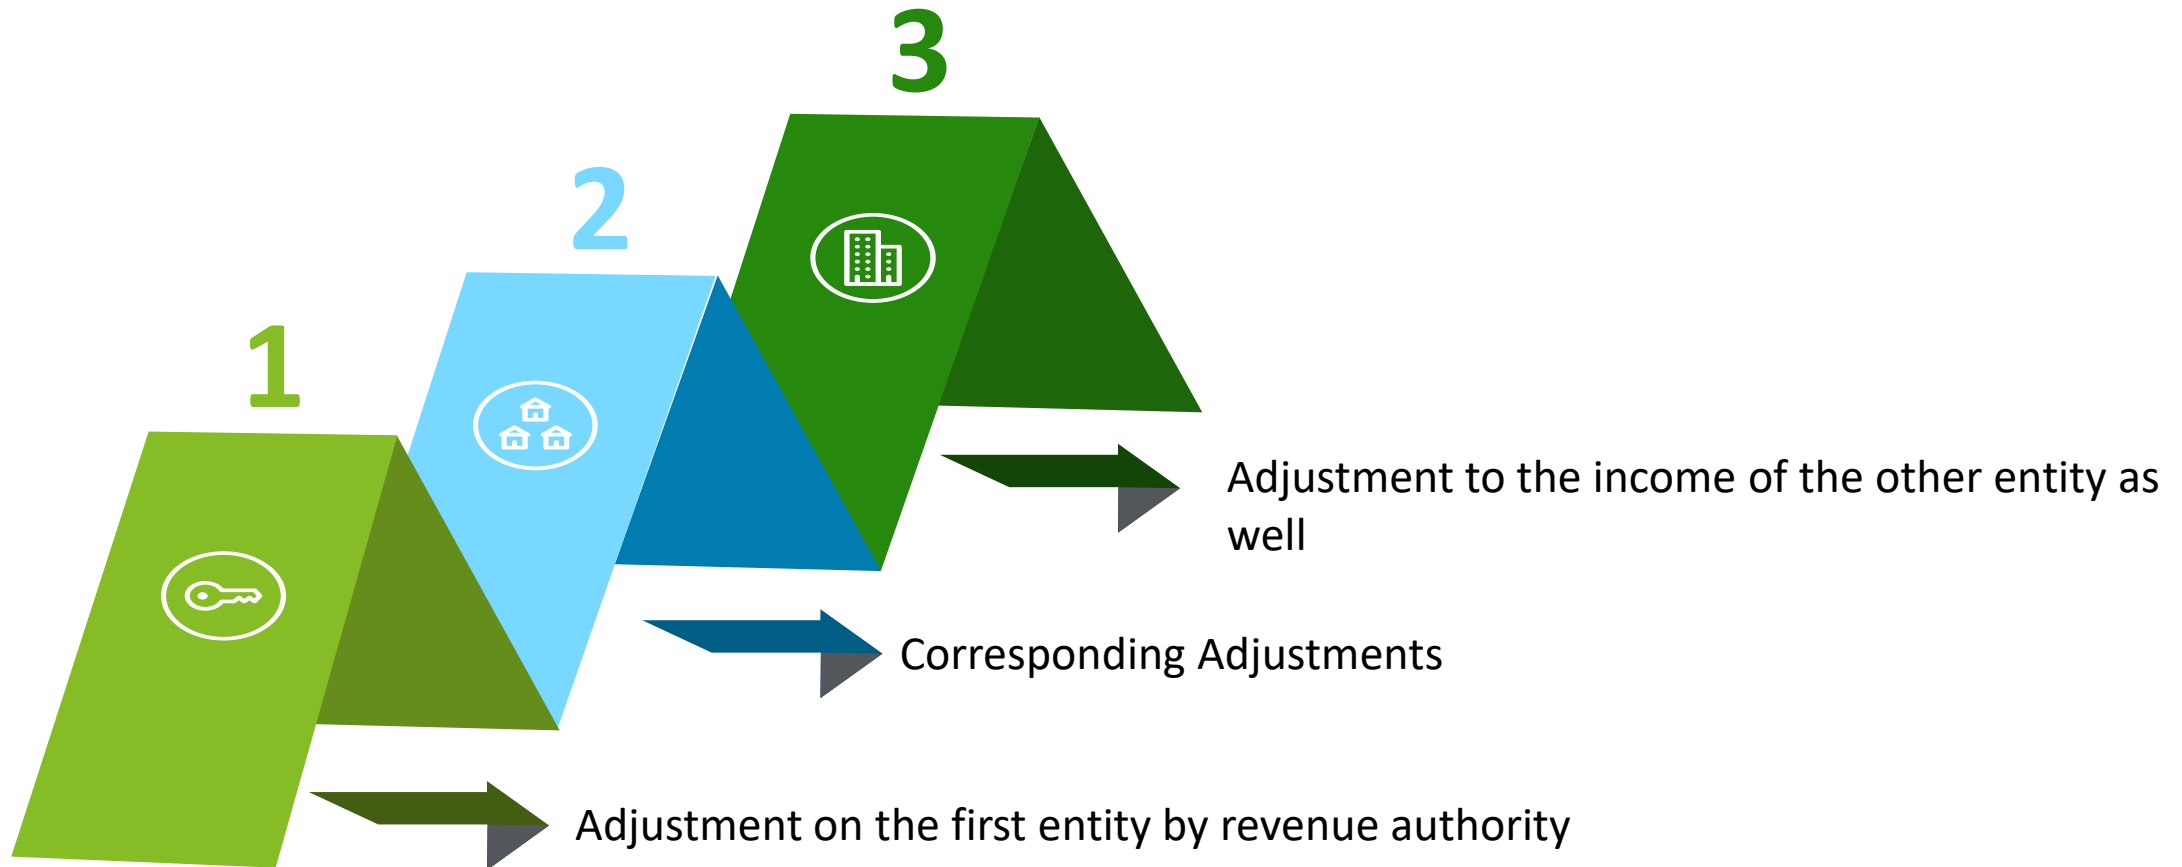 3
2
1
Adjustment to the income of the other entity as
well
Corresponding Adjustments
Adjustment on the first entity by revenue authority